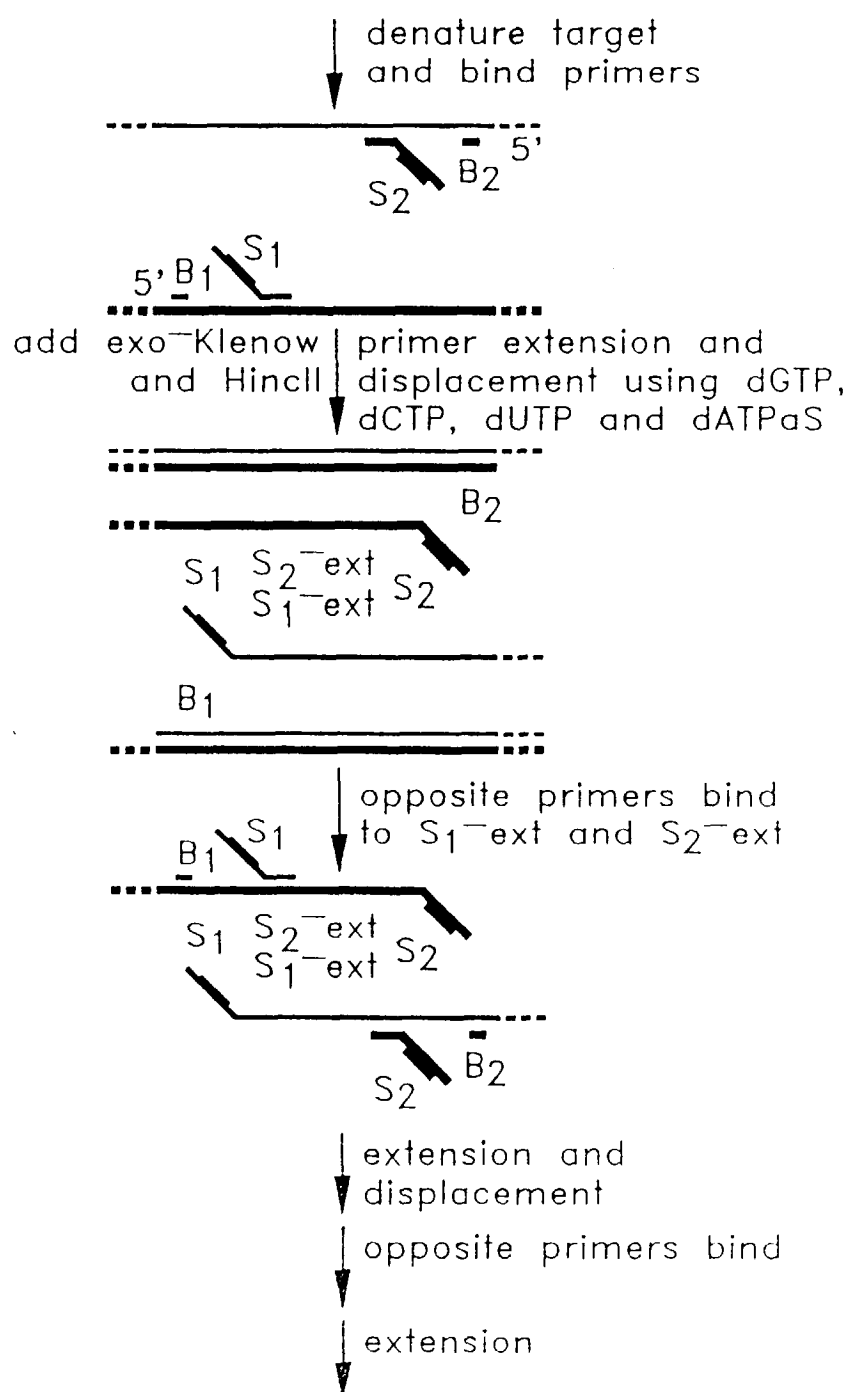 denature target
and bind primers
5'
S2 B2
S1
5' B1
add exo⁻Klenow
and HincII
primer extension and
displacement using dGTP,
dCTP, dUTP and dATPaS
B2
S1 S2⁻ext S2
S1⁻ext
B1
opposite primers bind
to S1⁻ext and S2⁻ext
B1 S1
S1 S2⁻ext S2
S1⁻ext
S2 B2
extension and
displacement
opposite primers bind
extension